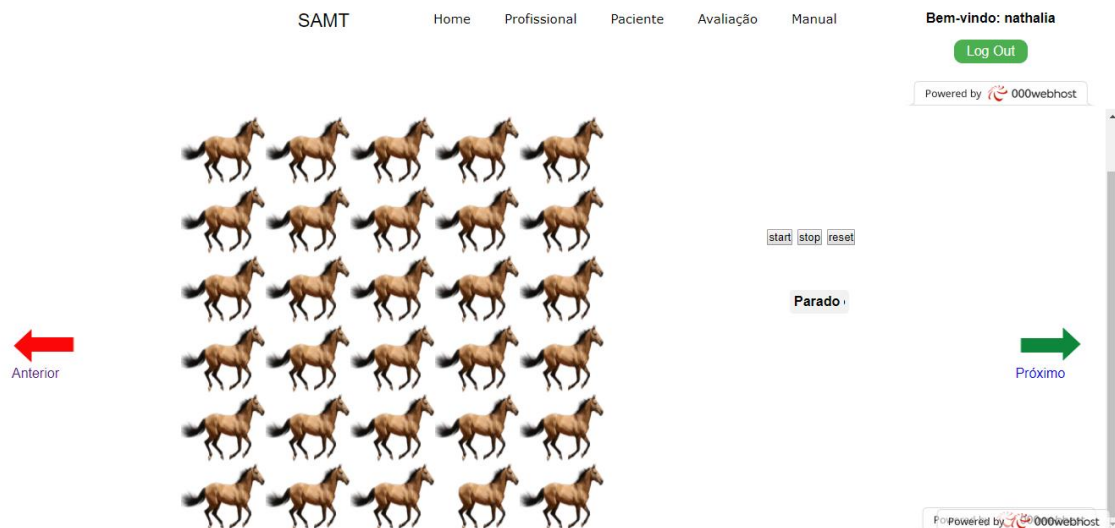 SAMT
Home Profissional Paciente Avaliação Manual
Bem-vindo: nathalia
Log Out
Powered by 000webhost
start stop reset
Parado
Anterior
Próximo
Powered by 000webhost